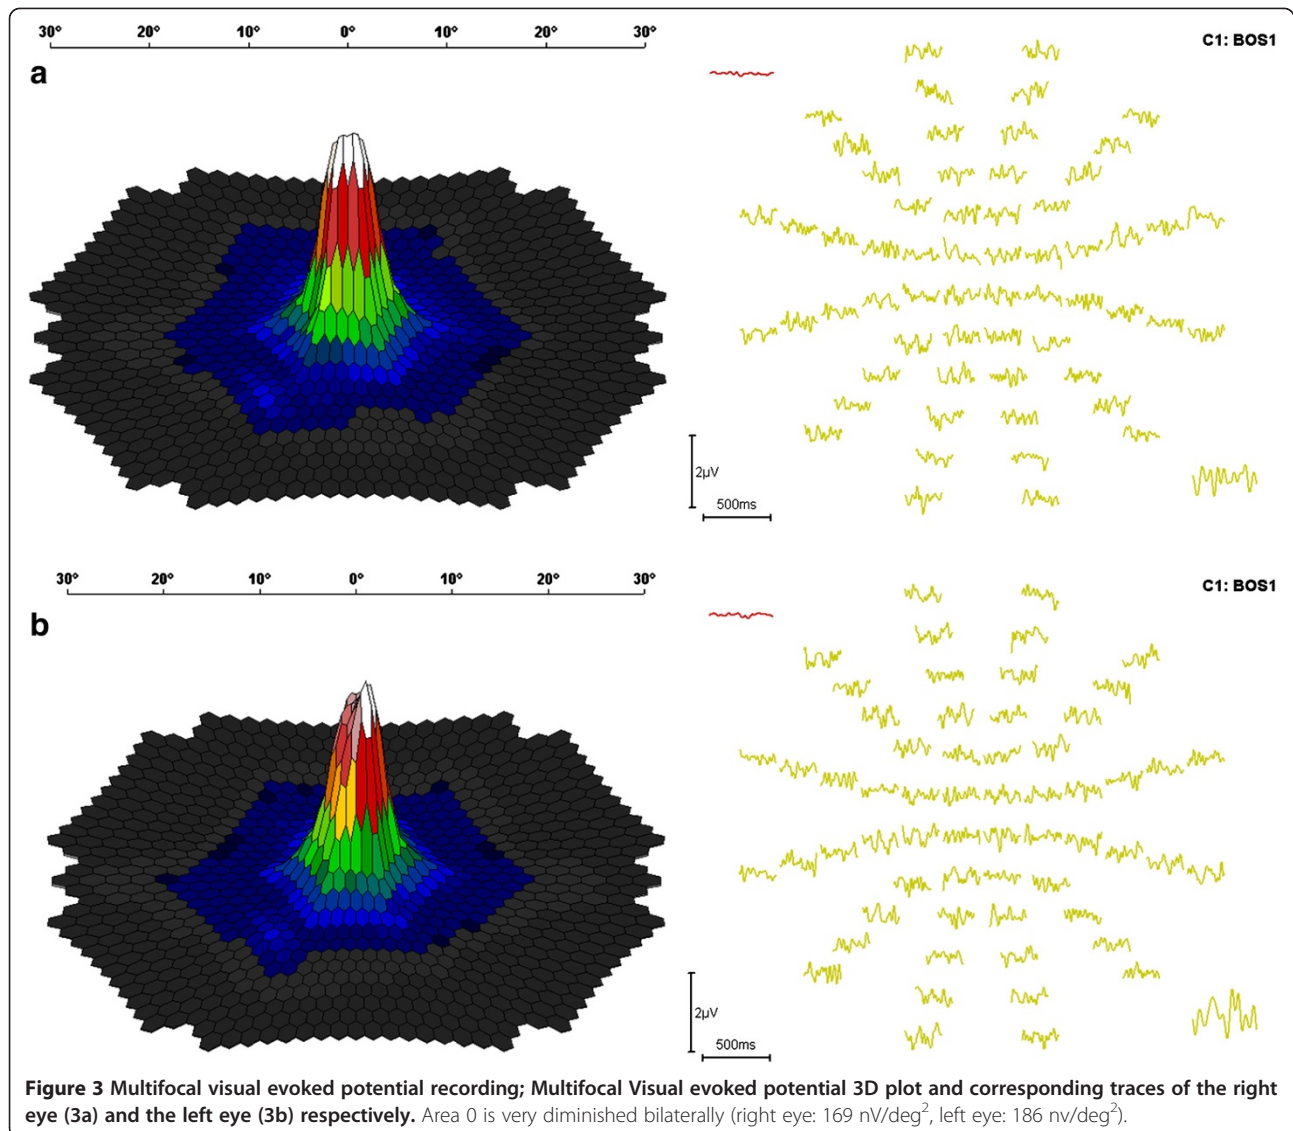 30° 20° 10° 0° 10° 20° 30°
C1: BOS1
a
2µV
500ms
30° 20° 10° 0° 10° 20° 30°
C1: BOS1
b
2µV
500ms
Figure 3 Multifocal visual evoked potential recording; Multifocal Visual evoked potential 3D plot and corresponding traces of the right
eye (3a) and the left eye (3b) respectively. Area 0 is very diminished bilaterally (right eye: 169 nV/deg², left eye: 186 nv/deg²).